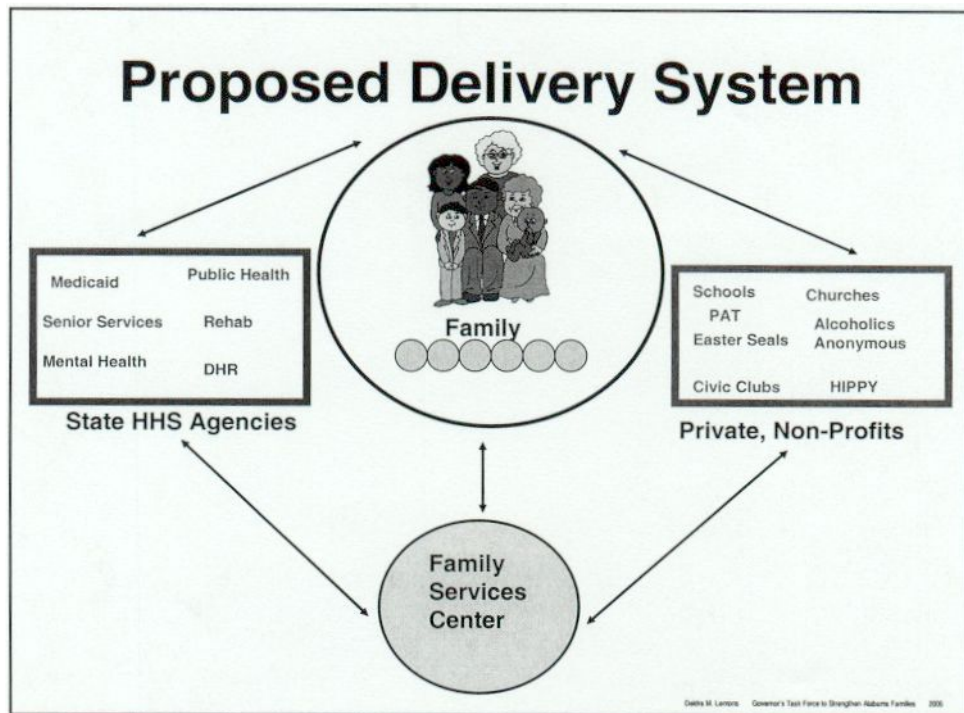 Proposed Delivery System
Family
Medicaid
Public Health
Senior Services
Rehab
Mental Health
DHR
State HHS Agencies
Schools
Churches
PAT
Alcoholics
Anonymous
Easter Seals
Civic Clubs
HIPPY
Private, Non-Profits
Family
Services
Center
Governor's Task Force to Strengthen Alabama Families 2005